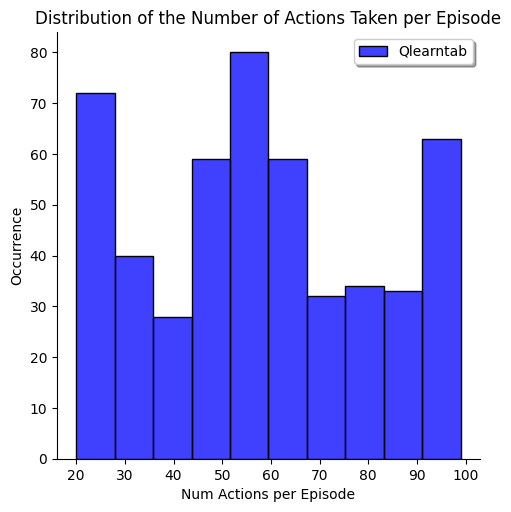 Distribution of the Number of Actions Taken per Episode
Qlearntab
80
70
60
50
40
30
20
10
0
Occurrence
20 30 40 50 60 70 80 90 100
Num Actions per Episode